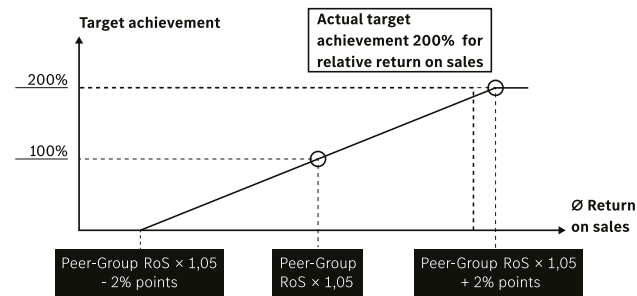 Target achievement
Actual target
achievement 200% for
relative return on sales
200%
100%
Ø Return
on sales
Peer-Group RoS × 1,05
- 2% points
Peer-Group
RoS × 1,05
Peer-Group RoS × 1,05
+ 2% points